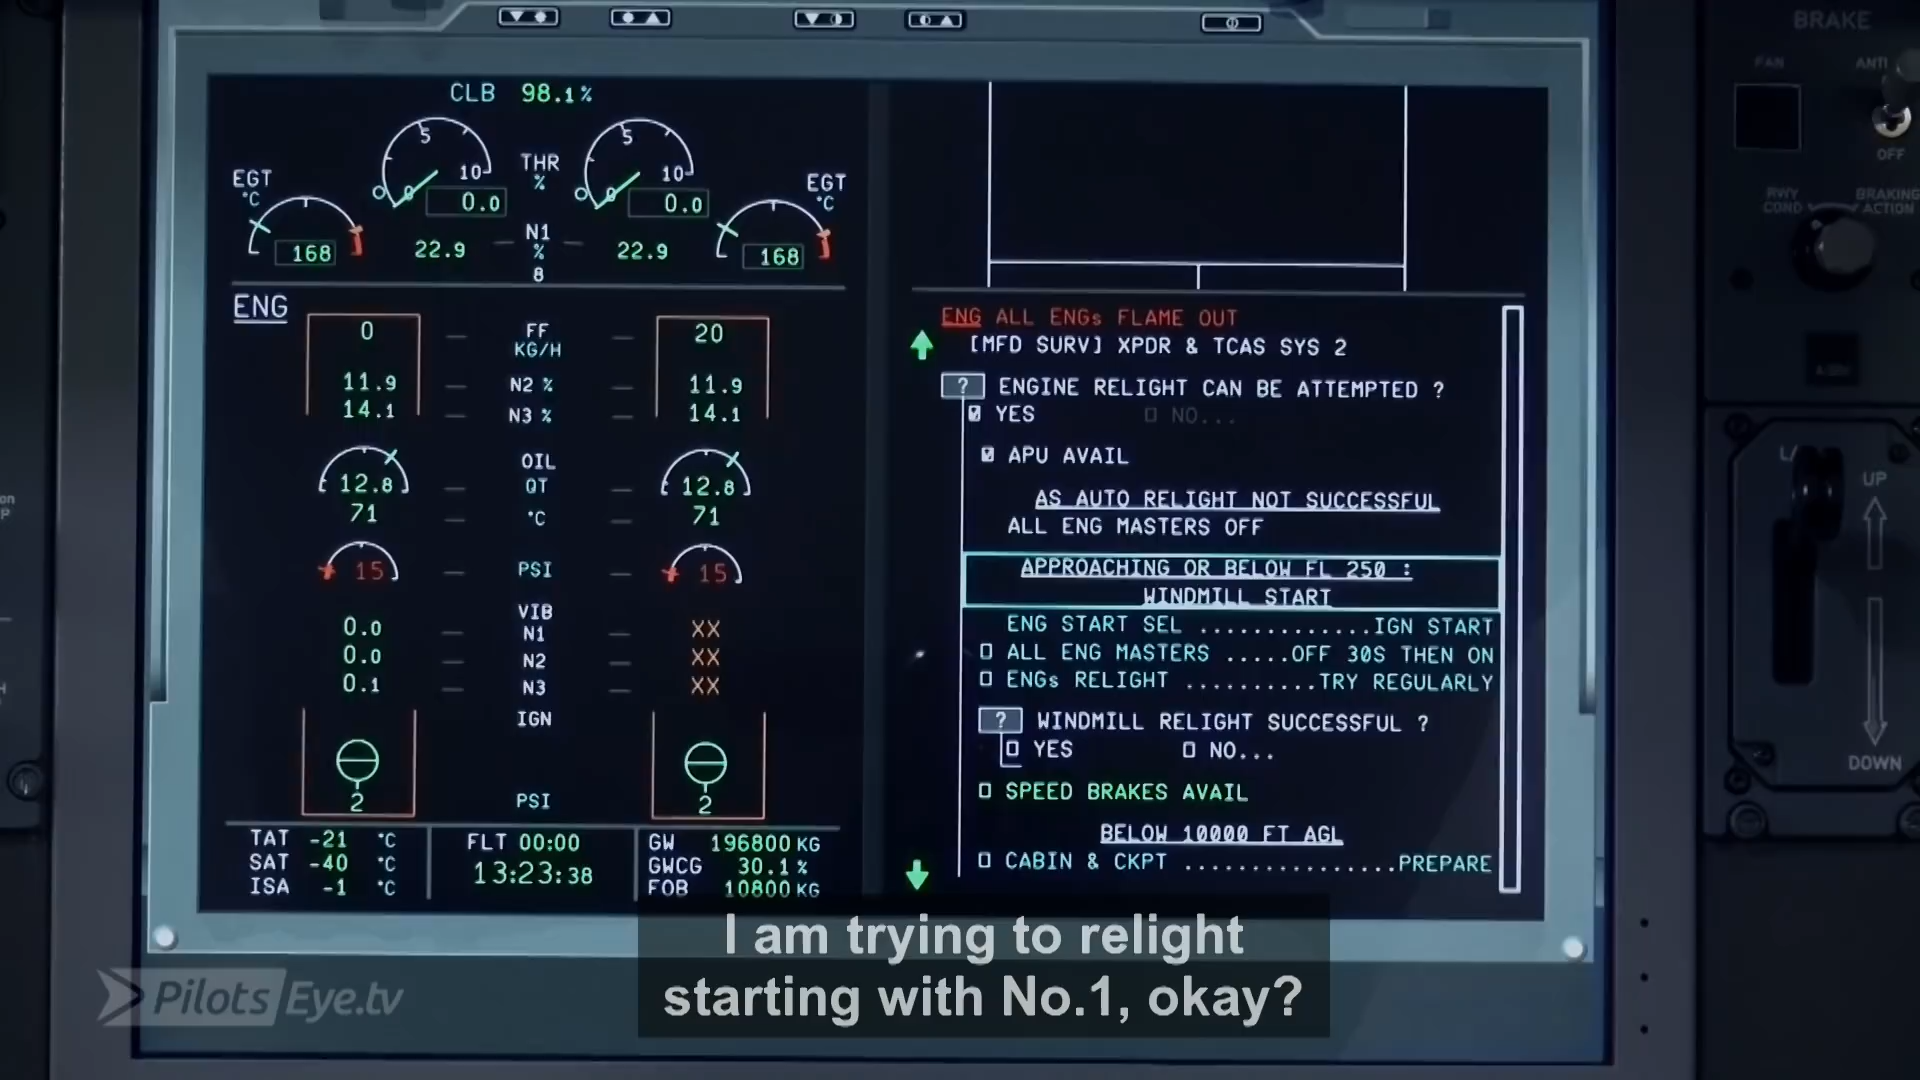 BRAKE
FAN
ANTI
OFF
RWY COND
BRAKING ACTION
UP
DOWN
CLB 98.1%
5
10
0.0
THR %
5
10
0.0
EGT °C
168
22.9
N1 %
22.9
EGT °C
168
8
ENG
0
FF KG/H
20
11.9 N2 % 11.9
14.1 N3 % 14.1
OIL
12.8 QT 12.8
71 °C 71
15 PSI 15
VIB
0.0 N1 XX
0.0 N2 XX
0.1 N3 XX
IGN
2 PSI 2
TAT -21 °C
SAT -40 °C
ISA -1 °C
FLT 00:00
13:23:38
GW 196800 KG
GWCG 30.1%
FOB 10800 KG
ENG ALL ENGs FLAME OUT
[MFD SURV] XPDR & TCAS SYS 2
? ENGINE RELIGHT CAN BE ATTEMPTED ?
YES NO...
APU AVAIL
AS AUTO RELIGHT NOT SUCCESSFUL
ALL ENG MASTERS OFF
APPROACHING OR BELOW FL 250 :
WINDMILL START
ENG START SEL .............IGN START
ALL ENG MASTERS .....OFF 30S THEN ON
ENGs RELIGHT ..........TRY REGULARLY
? WINDMILL RELIGHT SUCCESSFUL ?
YES NO...
SPEED BRAKES AVAIL
BELOW 10000 FT AGL
CABIN & CKPT ................PREPARE
I am trying to relight
starting with No.1, okay?
PilotsEye.tv